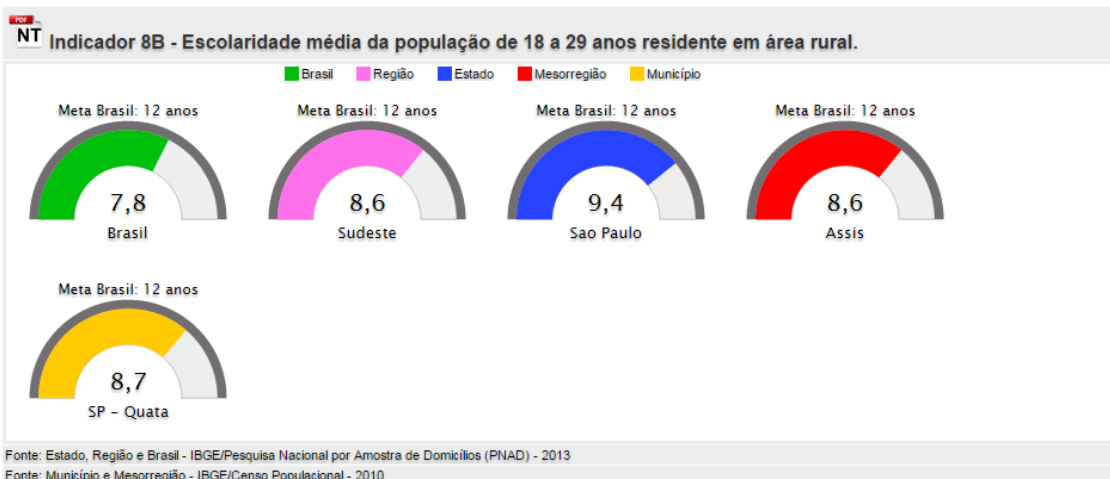 PDF
NT Indicador 8B - Escolaridade média da população de 18 a 29 anos residente em área rural.
Brasil Região Estado Mesorregião Município
Meta Brasil: 12 anos Meta Brasil: 12 anos Meta Brasil: 12 anos Meta Brasil: 12 anos
7,8 8,6 9,4 8,6
Brasil Sudeste Sao Paulo Assis
Meta Brasil: 12 anos
8,7
SP - Quata
Fonte: Estado, Região e Brasil - IBGE/Pesquisa Nacional por Amostra de Domicílios (PNAD) - 2013
Fonte: Município e Mesorregião - IBGE/Censo Populacional - 2010